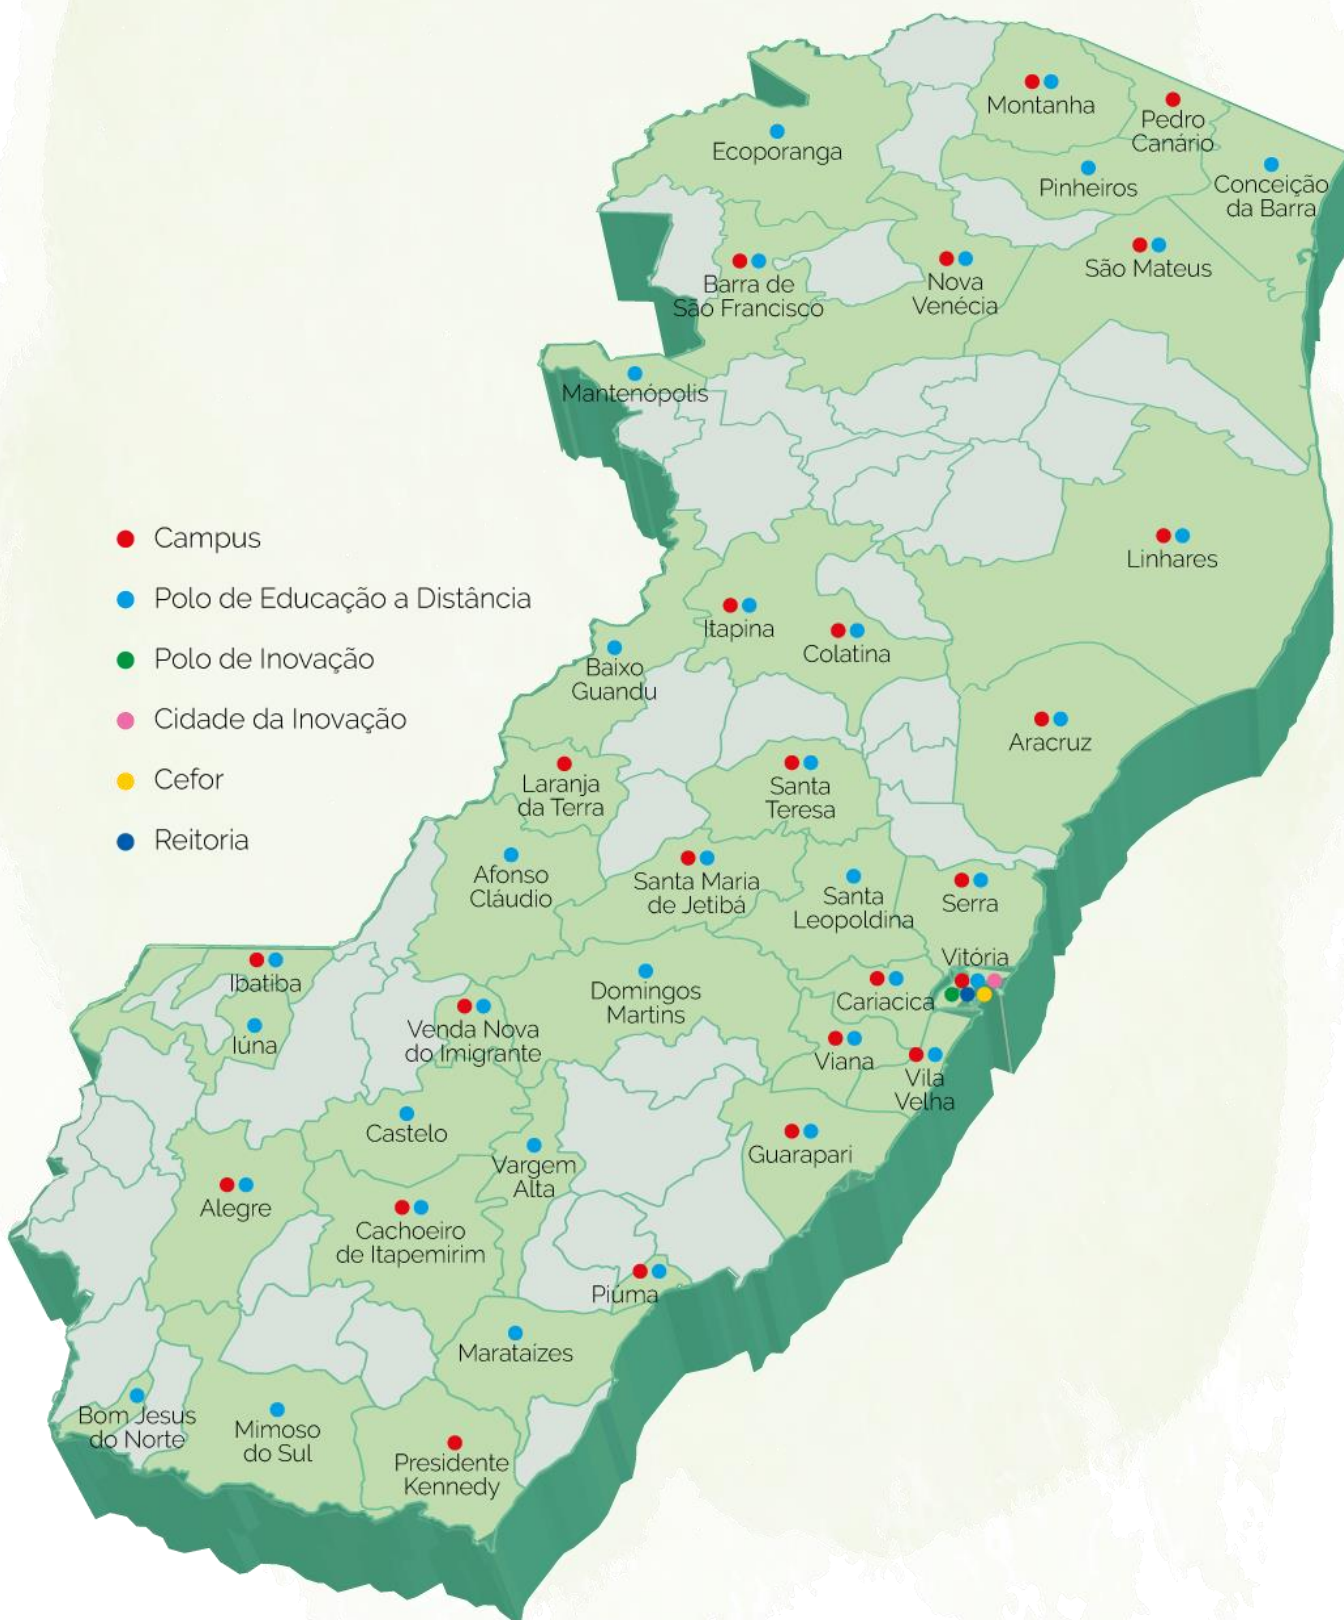 Montanha
Pedro
Canário
Ecoporanga
Pinheiros
Conceição
da Barra
São Mateus
Barra de
São Francisco
Nova
Venécia
Mantenópolis
Campus
Polo de Educação a Distância
Polo de Inovação
Cidade da Inovação
Cefor
Reitoria
Linhares
Itapina
Colatina
Baixo
Guandu
Aracruz
Laranja
da Terra
Santa
Teresa
Afonso
Cláudio
Santa Maria
de Jetibá
Santa
Leopoldina
Serra
Vitória
Ibatiba
Iúna
Venda Nova
do Imigrante
Domingos
Martins
Cariacica
Viana
Vila
Velha
Castelo
Vargem
Alta
Guarapari
Alegre
Cachoeiro
de Itapemirim
Piúma
Marataízes
Bom Jesus
do Norte
Mimoso
do Sul
Presidente
Kennedy